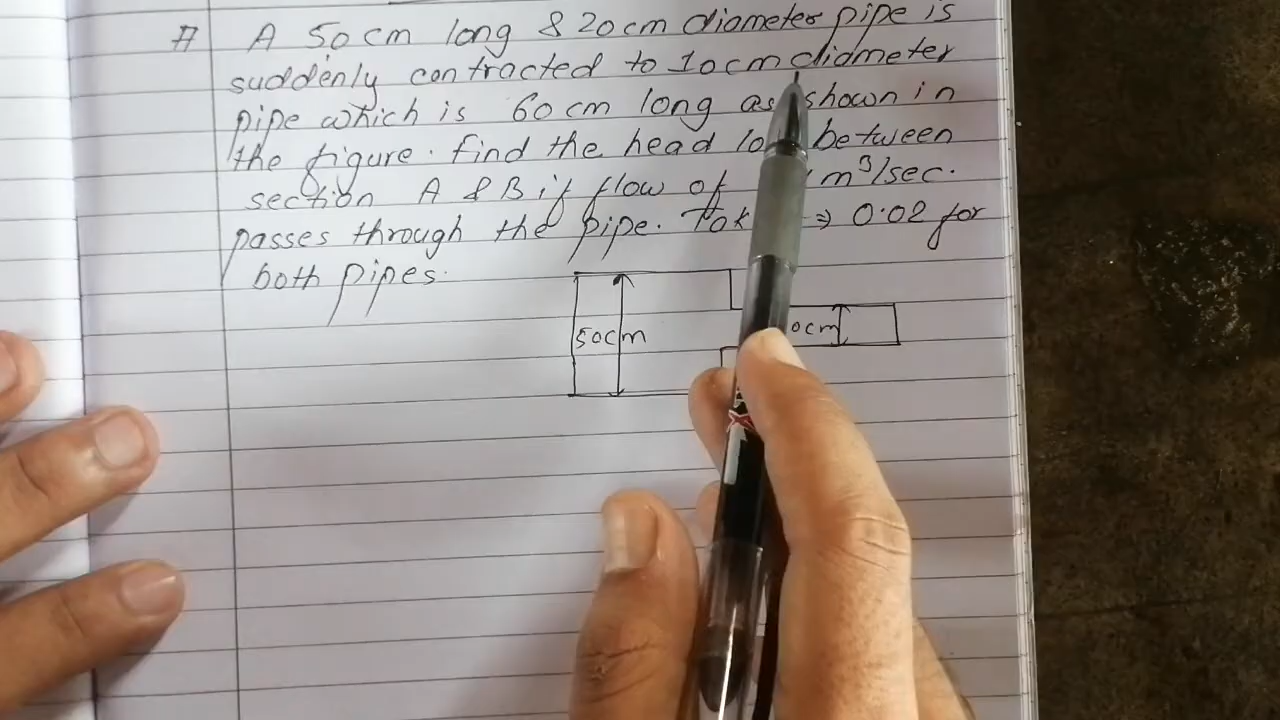 # A 50cm long & 20cm diameter pipe is
suddenly contracted to 10cm diameter
pipe which is 60cm long as shown in
the figure. find the head between
section A & B if flow of m³/sec.
passes through the pipe. ⇒ 0.02 for
both pipes.
50cm
0cm